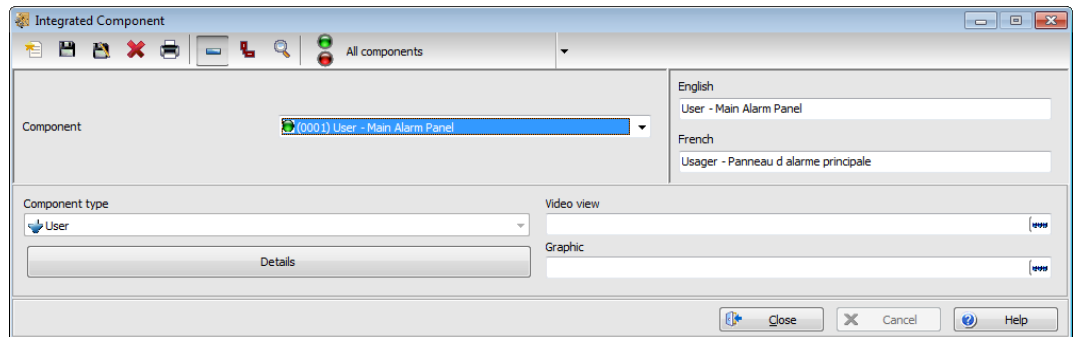 Integrated Component
All components
Component
(0001) User - Main Alarm Panel
English
User - Main Alarm Panel
French
Usager - Panneau d alarme principale
Component type
User
Details
Video view
Graphic
Close
Cancel
Help